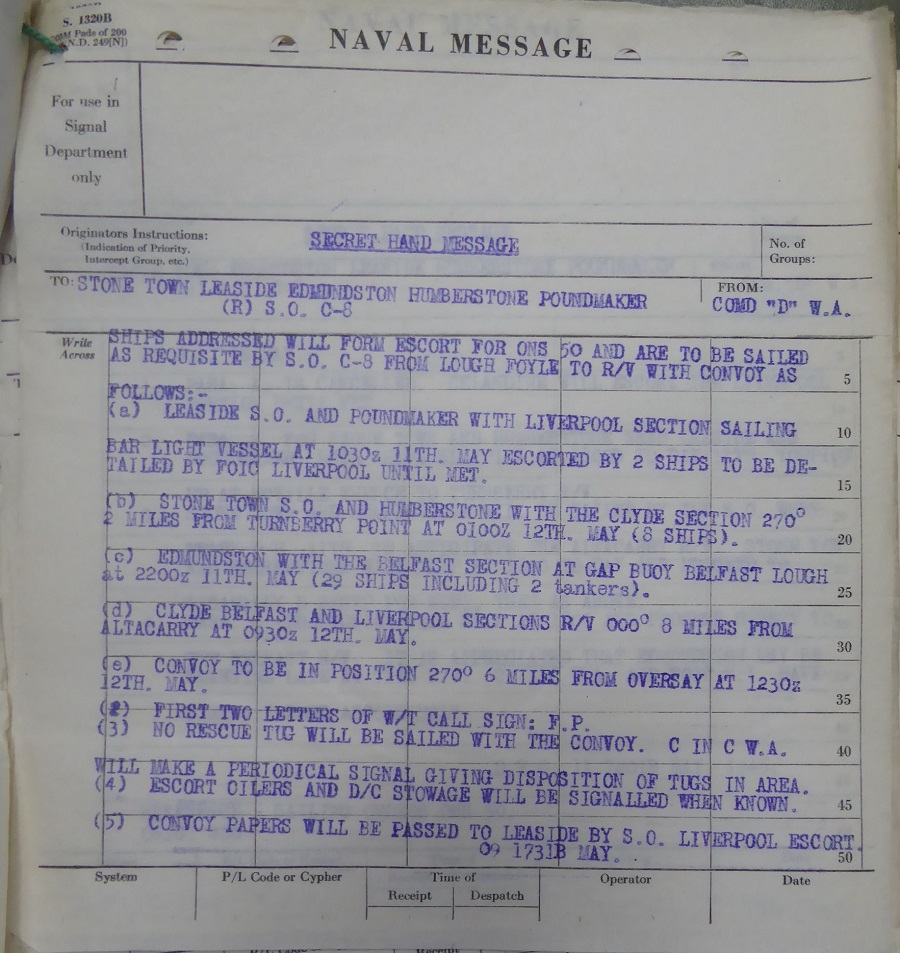 S. 1320B
Pads of 200
N.D. 249[N])
NAVAL MESSAGE
For use in
Signal
Department
only
Originators Instructions:
(Indication of Priority,
Intercept Group, etc.)
SECRET HAND MESSAGE
No. of
Groups:
TO: STONE TOWN LEASIDE EDMUNDSTON HUMBERSTONE POUNDMAKER
(R) S.O. C-8
FROM:
COMD "D" W.A.
Write
Across
SHIPS ADDRESSED WILL FORM ESCORT FOR ONS 50 AND ARE TO BE SAILED
AS REQUISITE BY S.O. C-8 FROM LOUGH FOYLE TO R/V WITH CONVOY AS 5
FOLLOWS:-
(a) LEASIDE S.O. AND POUNDMAKER WITH LIVERPOOL SECTION SAILING 10
BAR LIGHT VESSEL AT 1030z 11TH. MAY ESCORTED BY 2 SHIPS TO BE DE-
TAILED BY FOIC LIVERPOOL UNTIL MET. 15
(b) STONE TOWN S.O. AND HUMBERSTONE WITH THE CLYDE SECTION 270°
2 MILES FROM TURNBERRY POINT AT 0100Z 12TH. MAY (8 SHIPS). 20
(c) EDMUNDSTON WITH THE BELFAST SECTION AT GAP BUOY BELFAST LOUGH
at 2200z 11TH. MAY (29 SHIPS INCLUDING 2 tankers). 25
(d) CLYDE BELFAST AND LIVERPOOL SECTIONS R/V 000° 8 MILES FROM
ALTACARRY AT 0930z 12TH. MAY. 30
(e) CONVOY TO BE IN POSITION 270° 6 MILES FROM OVERSAY AT 1230z
12TH. MAY. 35
(2) FIRST TWO LETTERS OF W/T CALL SIGN: F.P.
(3) NO RESCUE TUG WILL BE SAILED WITH THE CONVOY. C IN C W.A. 40
WILL MAKE A PERIODICAL SIGNAL GIVING DISPOSITION OF TUGS IN AREA.
(4) ESCORT OILERS AND D/C STOWAGE WILL BE SIGNALLED WHEN KNOWN. 45
(5) CONVOY PAPERS WILL BE PASSED TO LEASIDE BY S.O. LIVERPOOL ESCORT.
09 1731B MAY. 50
System
P/L Code or Cypher
Time of
Receipt
Despatch
Operator
Date